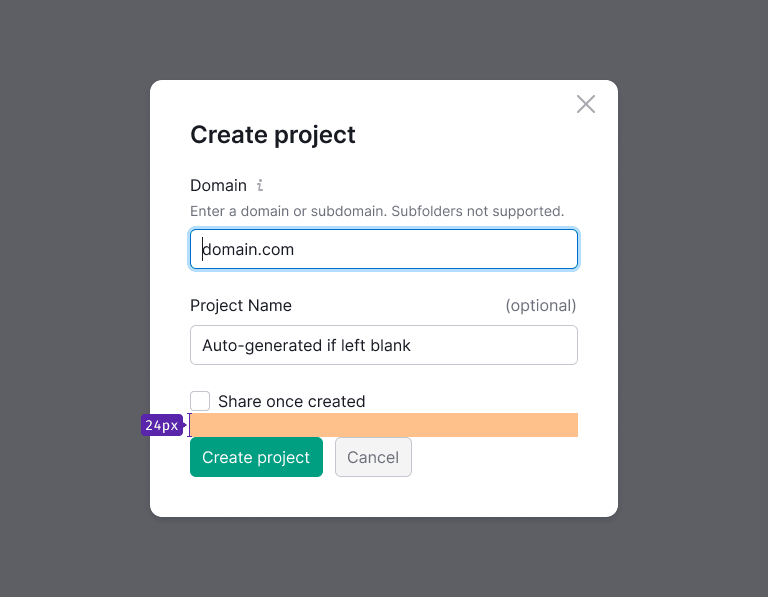 Create project
Domain i
Enter a domain or subdomain. Subfolders not supported.
domain.com
Project Name (optional)
Auto-generated if left blank
Share once created
24px
Create project Cancel